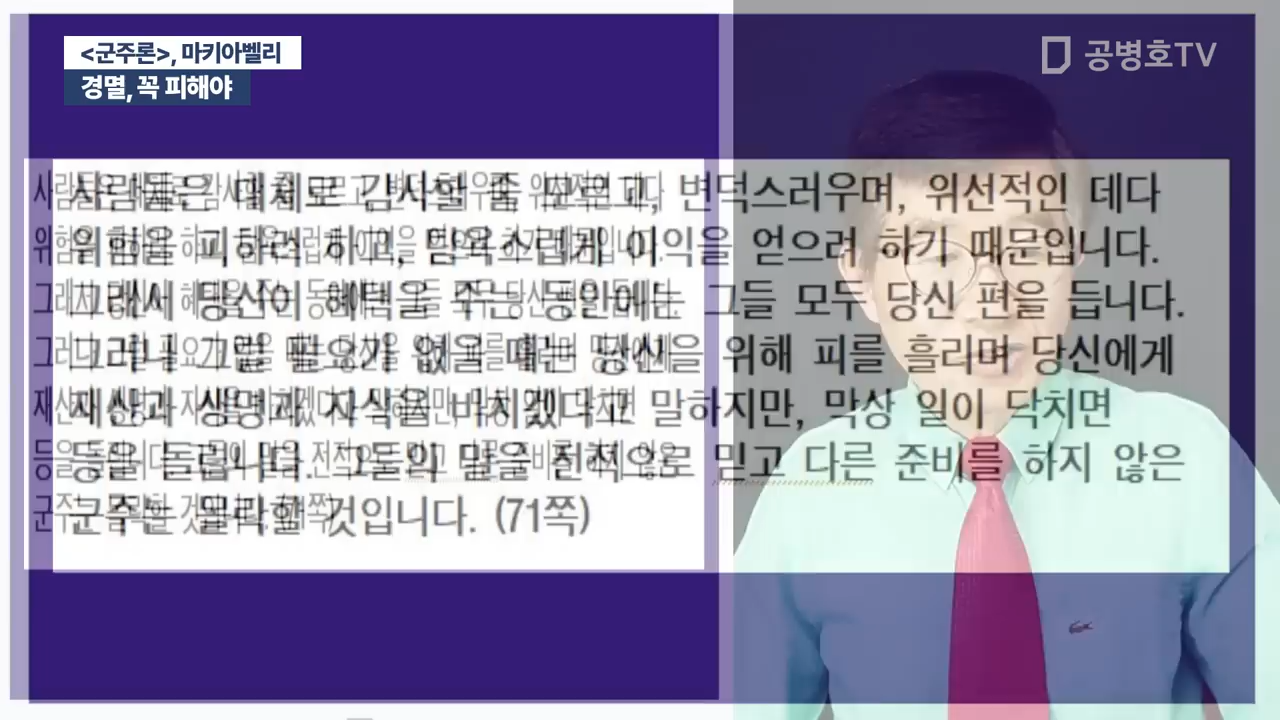 <군주론>, 마키아벨리
경멸, 꼭 피해야
공병호TV
사람들은 대체로 감사할 줄 모르고, 변덕스러우며, 위선적인 데다
위험을 피하려 하고, 탐욕스럽게 이익을 얻으려 하기 때문입니다.
그래서 당신이 혜택을 주는 동안에는 그들 모두 당신 편을 듭니다.
그러나 그럴 필요가 없을 때는 당신을 위해 피를 흘리며 당신에게
재산과 생명과 자식을 바치겠다고 말하지만, 막상 일이 닥치면
등을 돌립니다. 그들의 말을 전적으로 믿고 다른 준비를 하지 않은
군주는 몰락할 것입니다. (71쪽)